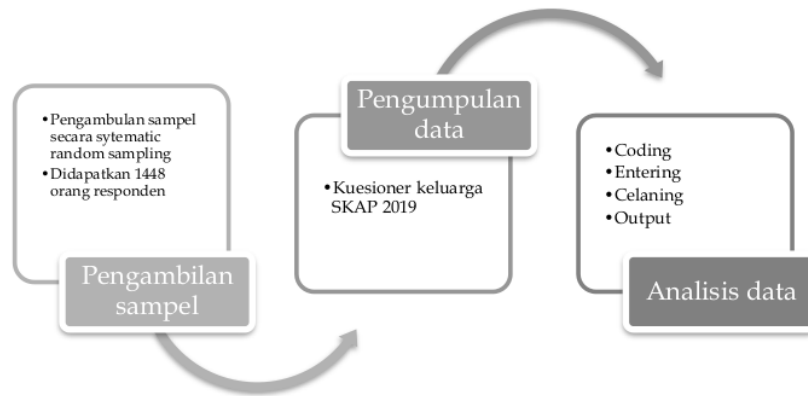 •Pengambulan sampel
secara sytematic
random sampling
•Didapatkan 1448
orang responden
Pengambilan
sampel
Pengumpulan
data
•Kuesioner keluarga
SKAP 2019
•Coding
•Entering
•Celaning
•Output
Analisis data